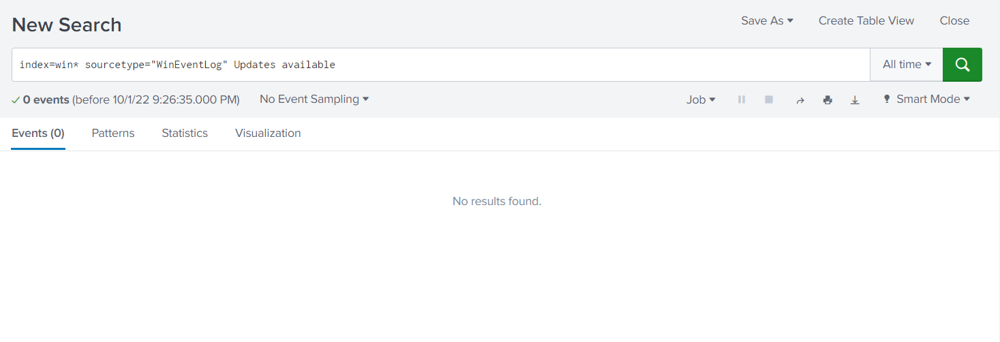 New Search
Save As
Create Table View
Close
index=win* sourcetype="WinEventLog" Updates available
All time
0 events (before 10/1/22 9:26:35.000 PM)
No Event Sampling
Job
Smart Mode
Events (0)
Patterns
Statistics
Visualization
No results found.